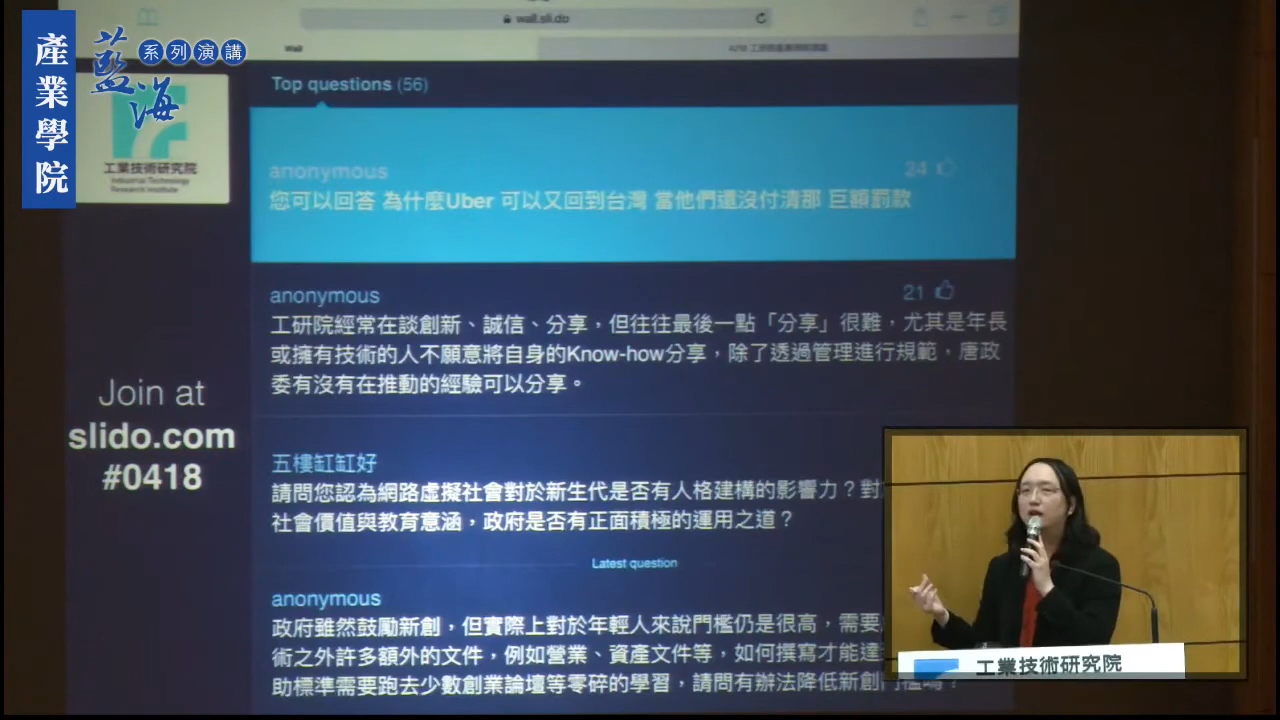 產業學院
藍海
系列演講
wall.sli.do
Wall
工業技術研究院
Industrial Technology
Research Institute
Join at
slido.com
#0418
Top questions (56)
anonymous
24
您可以回答 為什麼Uber 可以又回到台灣 當他們還沒付清那 巨額罰款
anonymous
21
工研院經常在談創新、誠信、分享，但往往最後一點「分享」很難，尤其是年長
或擁有技術的人不願意將自身的Know-how分享，除了透過管理進行規範，唐政
委有沒有在推動的經驗可以分享。
五樓缸缸好
請問您認為網路虛擬社會對於新生代是否有人格建構的影響力？對
社會價值與教育意涵，政府是否有正面積極的運用之道？
Latest question
anonymous
政府雖然鼓勵新創，但實際上對於年輕人來說門檻仍是很高，需要
術之外許多額外的文件，例如營業、資產文件等，如何撰寫才能達
助標準需要跑去少數創業論壇等零碎的學習，請問有辦法降低新創門檻嗎？
工業技術研究院